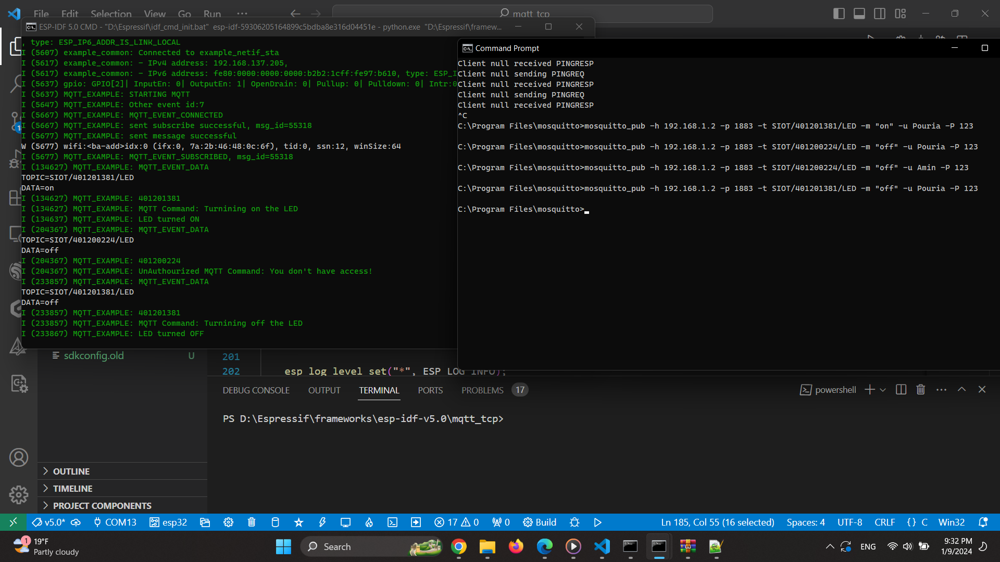 File Edit Selection View Go Run ···
mqtt_tcp
ESP-IDF 5.0 CMD - "D:\Espressif\idf_cmd_init.bat" esp-idf-59306205164899c5bdba8e316d04451e - python.exe "D:\Espressif\framew...
, type: ESP_IP6_ADDR_IS_LINK_LOCAL
I (5607) example_common: Connected to example_netif_sta
I (5617) example_common: - IPv4 address: 192.168.137.205,
I (5617) example_common: - IPv6 address: fe80:0000:0000:0000:b2b2:1cff:fe97:b610, type: ESP_I
I (5637) gpio: GPIO[2]| InputEn: 0| OutputEn: 1| OpenDrain: 0| Pullup: 0| Pulldown: 0| Intr:0
I (5637) MQTT_EXAMPLE: STARTING MQTT
I (5647) MQTT_EXAMPLE: Other event id:7
I (5667) MQTT_EXAMPLE: MQTT_EVENT_CONNECTED
I (5667) MQTT_EXAMPLE: sent subscribe successful, msg_id=55318
I (5677) MQTT_EXAMPLE: sent message successful
W (5677) wifi:<ba-add>idx:0 (ifx:0, 7a:2b:46:48:0c:6f), tid:0, ssn:12, winSize:64
I (5677) MQTT_EXAMPLE: MQTT_EVENT_SUBSCRIBED, msg_id=55318
I (134627) MQTT_EXAMPLE: MQTT_EVENT_DATA
TOPIC=SIOT/401201381/LED
DATA=on
I (134627) MQTT_EXAMPLE: 401201381
I (134627) MQTT_EXAMPLE: MQTT Command: Turnining on the LED
I (134637) MQTT_EXAMPLE: LED turned ON
I (204367) MQTT_EXAMPLE: MQTT_EVENT_DATA
TOPIC=SIOT/401200224/LED
DATA=off
I (204367) MQTT_EXAMPLE: 401200224
I (204367) MQTT_EXAMPLE: UnAuthourized MQTT Command: You don't have access!
I (233857) MQTT_EXAMPLE: MQTT_EVENT_DATA
TOPIC=SIOT/401201381/LED
DATA=off
I (233857) MQTT_EXAMPLE: 401201381
I (233857) MQTT_EXAMPLE: MQTT Command: Turnining off the LED
I (233867) MQTT_EXAMPLE: LED turned OFF
Command Prompt
Client null received PINGRESP
Client null sending PINGREQ
Client null received PINGRESP
Client null sending PINGREQ
Client null received PINGRESP
^C
C:\Program Files\mosquitto>mosquitto_pub -h 192.168.1.2 -p 1883 -t SIOT/401201381/LED -m "on" -u Pouria -P 123
C:\Program Files\mosquitto>mosquitto_pub -h 192.168.1.2 -p 1883 -t SIOT/401200224/LED -m "off" -u Pouria -P 123
C:\Program Files\mosquitto>mosquitto_pub -h 192.168.1.2 -p 1883 -t SIOT/401200224/LED -m "off" -u Amin -P 123
C:\Program Files\mosquitto>mosquitto_pub -h 192.168.1.2 -p 1883 -t SIOT/401201381/LED -m "off" -u Pouria -P 123
C:\Program Files\mosquitto>
sdkconfig.old U
201
202 esp_log_level_set("*", ESP_LOG_INFO);
DEBUG CONSOLE OUTPUT TERMINAL PORTS PROBLEMS 17
powershell
PS D:\Espressif\frameworks\esp-idf-v5.0\mqtt_tcp>
OUTLINE
TIMELINE
PROJECT COMPONENTS
v5.0* COM13 esp32 17 0 0 Build Ln 185, Col 55 (16 selected) Spaces: 4 UTF-8 CRLF {} C Win32
1
19°F
Partly cloudy
Search
ENG
9:32 PM
1/9/2024